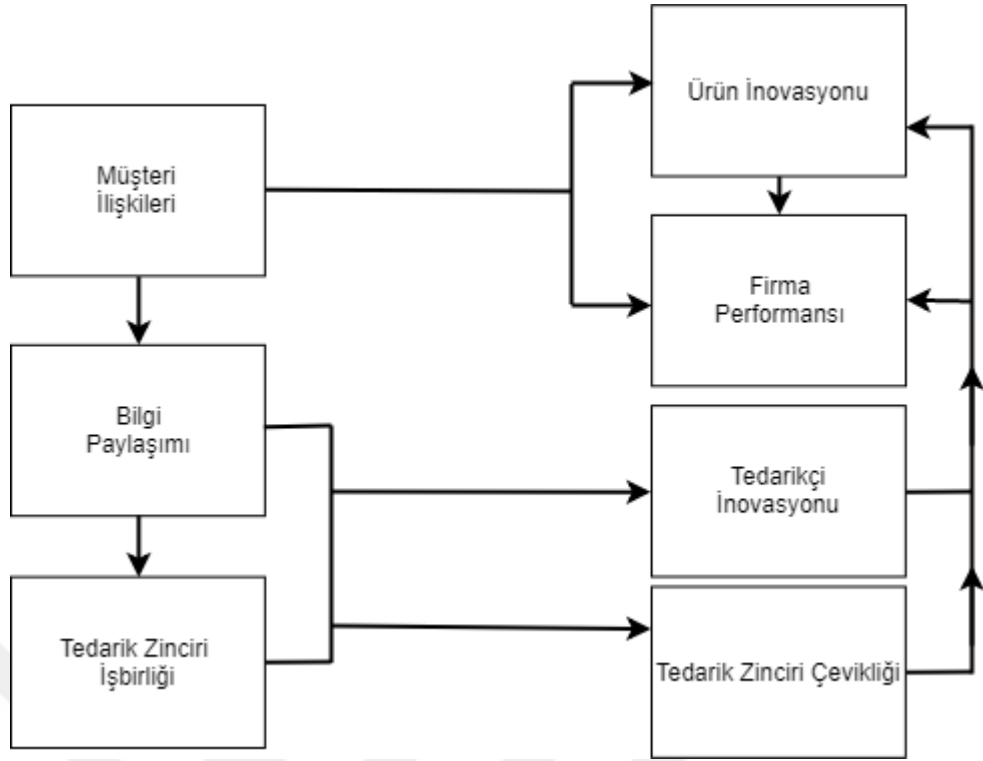 Müşteri
İlişkileri
Bilgi
Paylaşımı
Tedarik Zinciri
İşbirliği
Ürün İnovasyonu
Firma
Performansı
Tedarikçi
İnovasyonu
Tedarik Zinciri Çevikliği